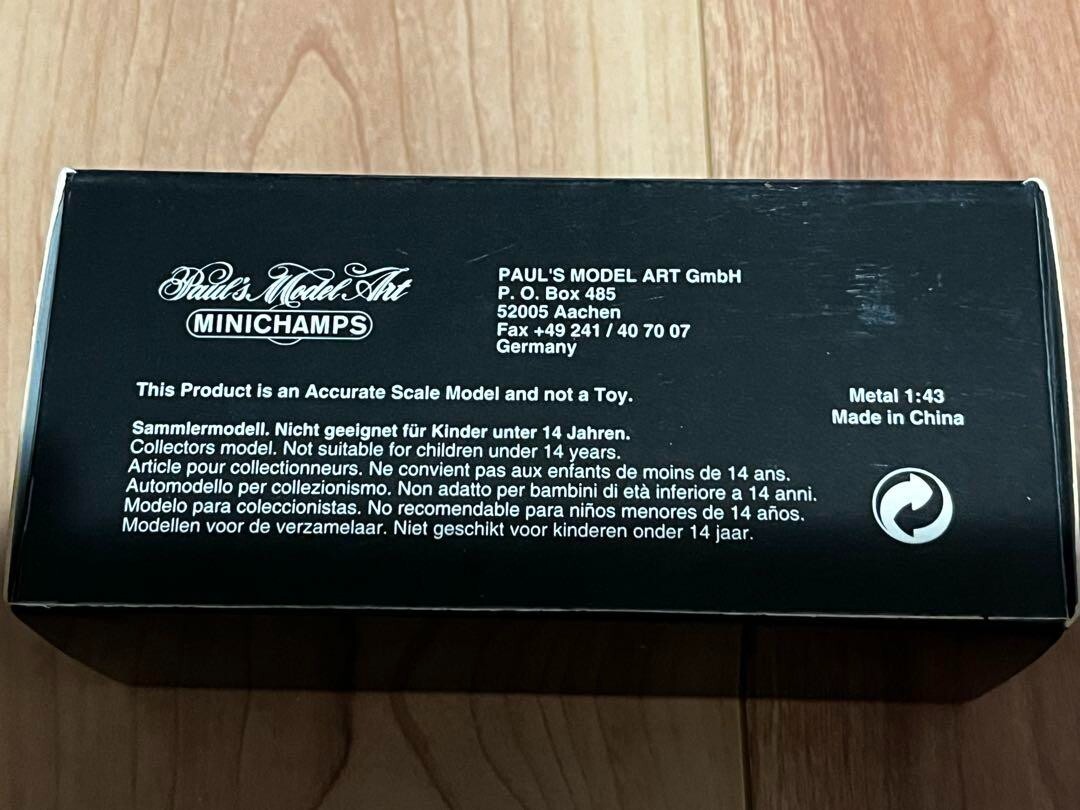 Paul's Model Art
MINICHAMPS
PAUL'S MODEL ART GmbH
P. O. Box 485
52005 Aachen
Fax +49 241 / 40 70 07
Germany
This Product is an Accurate Scale Model and not a Toy.
Metal 1:43
Made in China
Sammlermodell. Nicht geeignet für Kinder unter 14 Jahren.
Collectors model. Not suitable for children under 14 years.
Article pour collectionneurs. Ne convient pas aux enfants de moins de 14 ans.
Automodello per collezionismo. Non adatto per bambini di età inferiore a 14 anni.
Modelo para coleccionistas. No recomendable para niños menores de 14 años.
Modellen voor de verzamelaar. Niet geschikt voor kinderen onder 14 jaar.